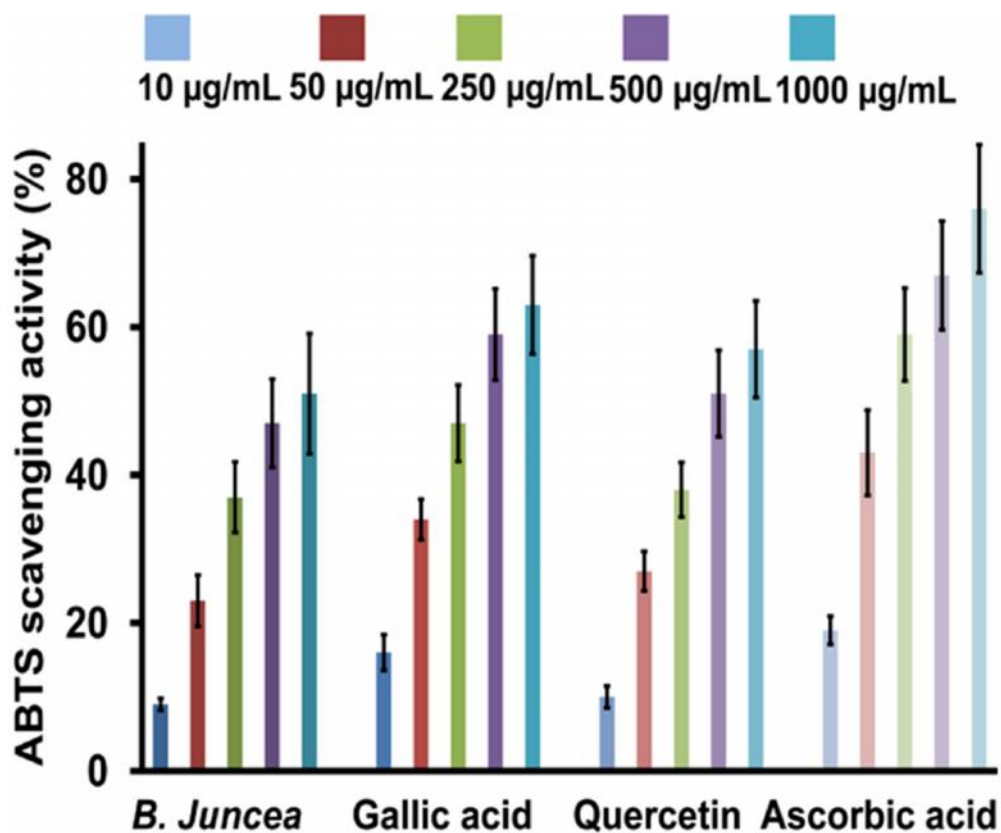 10 µg/mL 50 µg/mL 250 µg/mL 500 µg/mL 1000 µg/mL
ABTS scavenging activity (%)
80
60
40
20
0
B. Juncea Gallic acid Quercetin Ascorbic acid